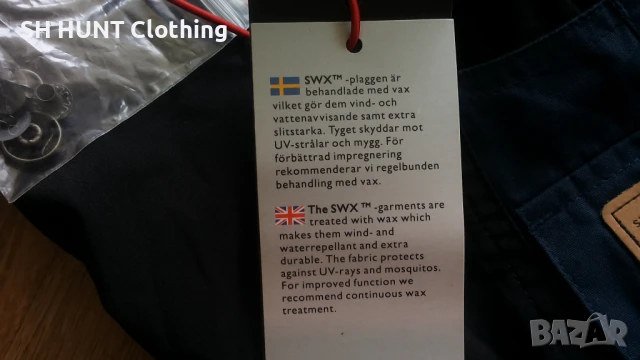 SH HUNT Clothing
SWX™ -plaggen är
behandlade med vax
vilket gör dem vind- och
vattenavvisande samt extra
slitstarka. Tyget skyddar mot
UV-strålar och mygg. För
förbättrad impregnering
rekommenderar vi regelbunden
behandling med vax.
The SWX ™ -garments are
treated with wax which
makes them wind- and
waterrepellant and extra
durable. The fabric protects
against UV-rays and mosquitos.
For improved function we
recommend continuous wax
treatment.
BAZAR